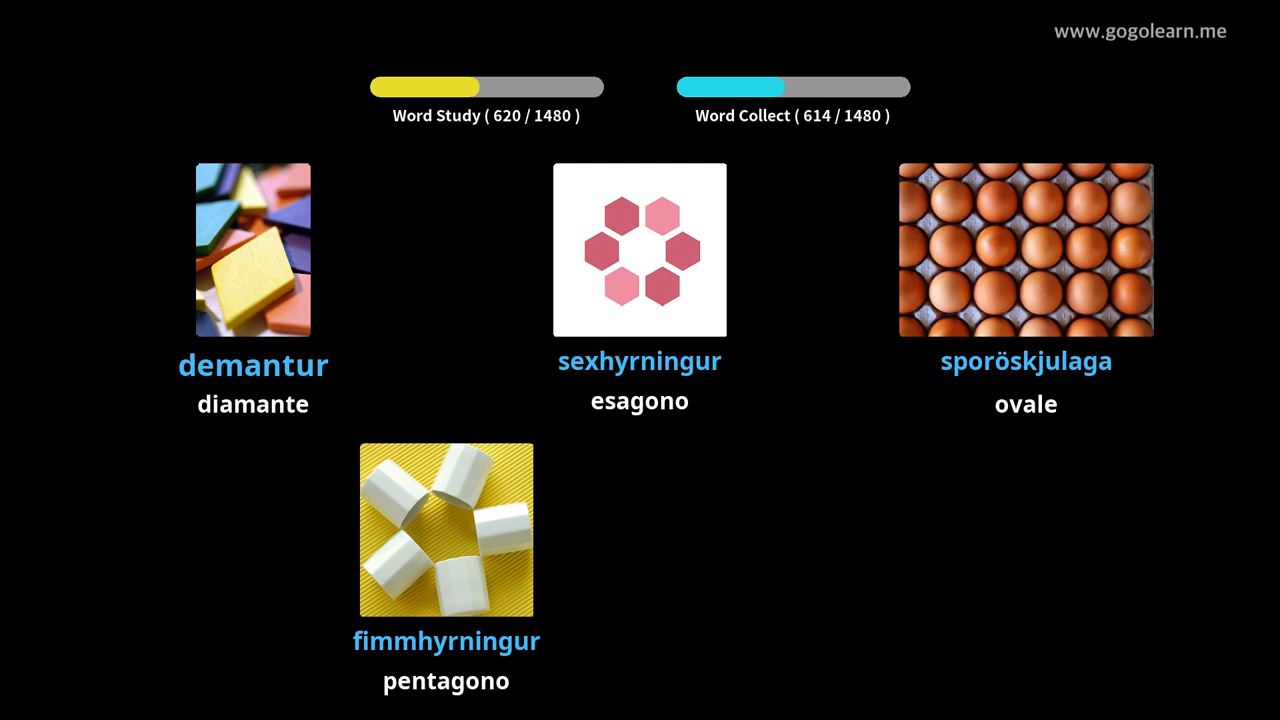 www.gogolearn.me
Word Study ( 620 / 1480 )
Word Collect ( 614 / 1480 )
demantur
diamante
sexhyrningur
esagono
sporöskjulaga
ovale
fimmhyrningur
pentagono